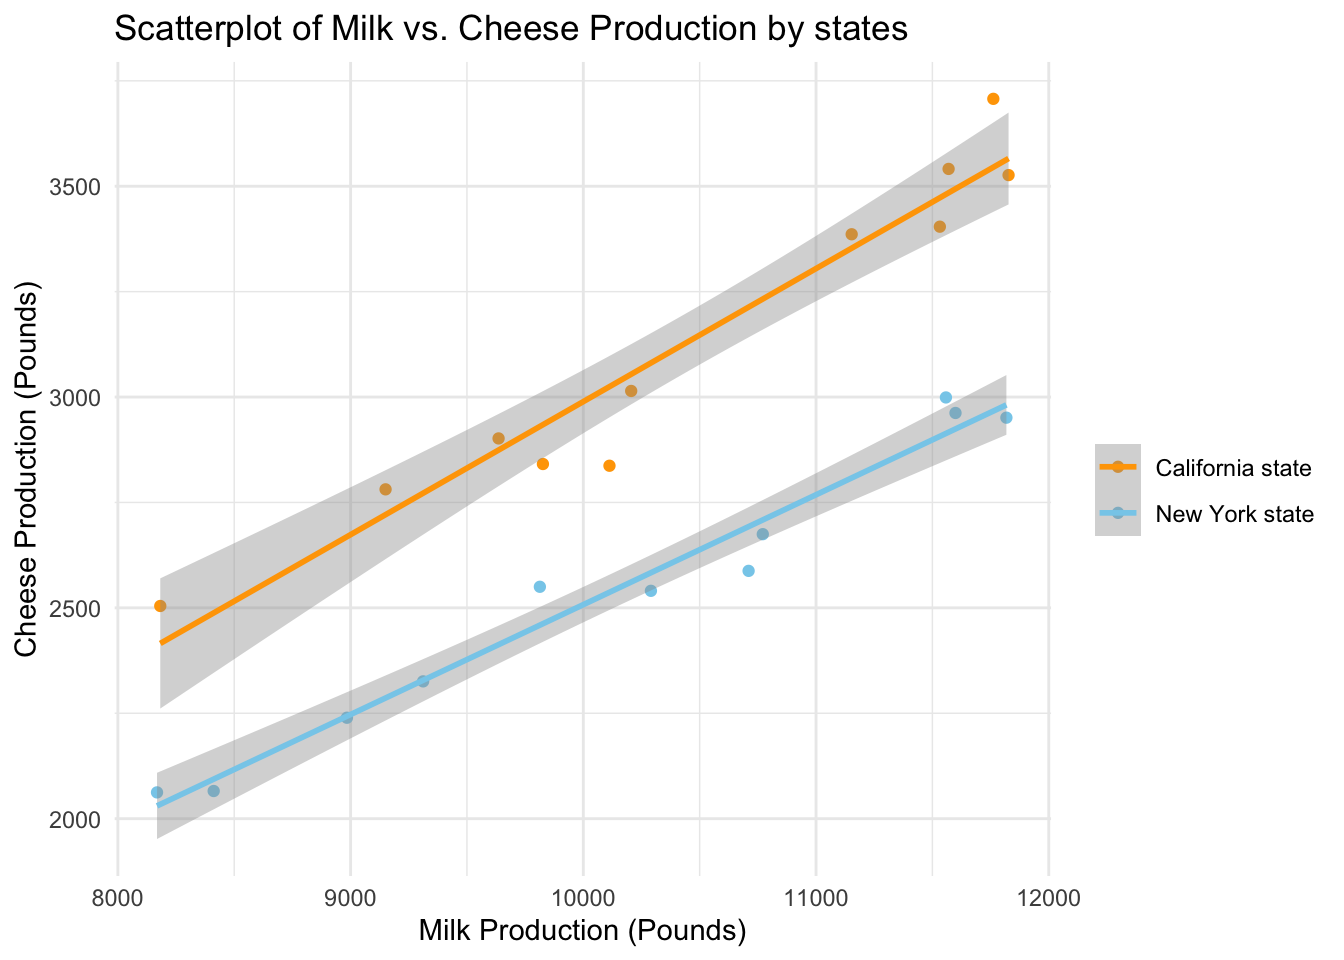 Scatterplot of Milk vs. Cheese Production by states
Cheese Production (Pounds)
3500
3000
2500
2000
8000 9000 10000 11000 12000
Milk Production (Pounds)
California state
New York state